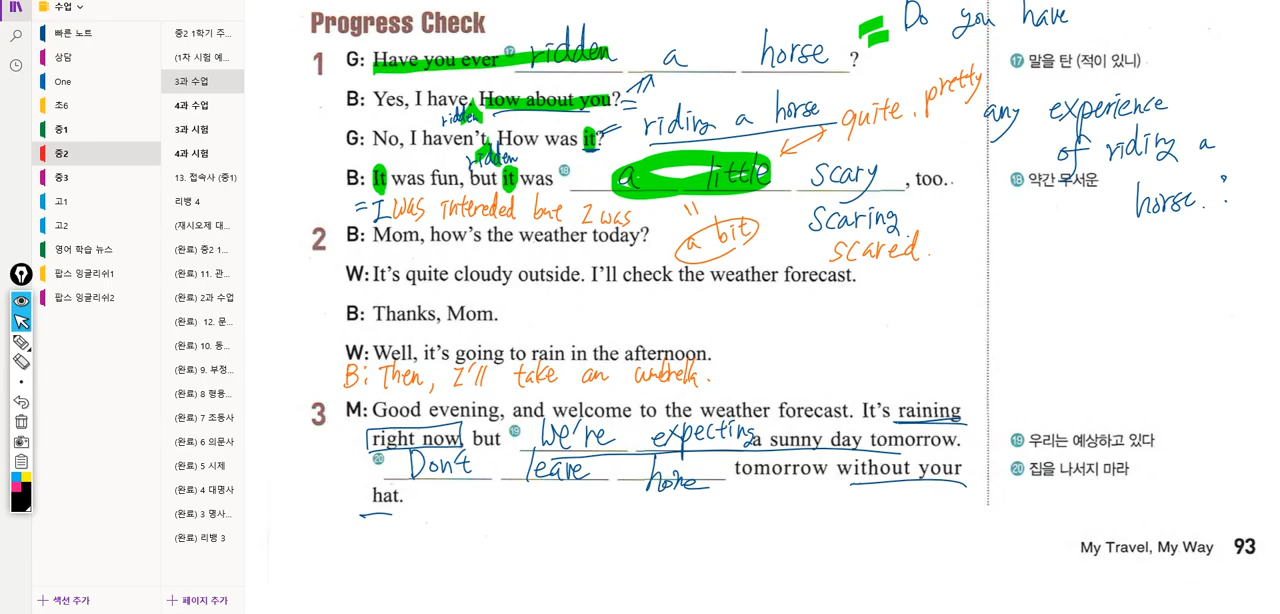 수업
빠른 노트
상담
One
초6
중1
중2
중3
고1
고2
영어 학습 뉴스
팝스 잉글리쉬1
팝스 잉글리쉬2
섹션 추가
중2 1학기 주...
(1차 시험 예...
3과 수업
4과 수업
3과 시험
4과 시험
13. 접속사 (중1)
리뱅 4
(재시오제 대...
(완료) 중2 1...
(완료) 11. 관...
(완료) 2과 수업
(완료) 12. 문...
(완료) 10. 동...
(완료) 9. 부정...
(완료) 8 형용...
(완료) 7 조동사
(완료) 6 의문사
(완료) 5 시제
(완료) 4 대명사
(완료) 3 명사...
(완료) 리뱅 3
페이지 추가
Progress Check
= Do you have
any experience
of riding a
horse?
1 G: Have you ever ⑰ ridden a horse ?
B: Yes, I have. How about you? =
ridden
riding a horse
quite. pretty
G: No, I haven't. How was it? =
ridden
B: It was fun, but it was ⑱ a little scary , too.
= I was intereded but I was
= a bit
scaring
scared.
2 B: Mom, how's the weather today?
W: It's quite cloudy outside. I'll check the weather forecast.
B: Thanks, Mom.
W: Well, it's going to rain in the afternoon.
B: Then, I'll take an umbrella.
3 M: Good evening, and welcome to the weather forecast. It's raining
right now, but ⑲ We're expecting a sunny day tomorrow.
⑳ Don't leave home tomorrow without your
hat.
⑰ 말을 탄 (적이 있니)
⑱ 약간 무서운
⑲ 우리는 예상하고 있다
⑳ 집을 나서지 마라
My Travel, My Way 93